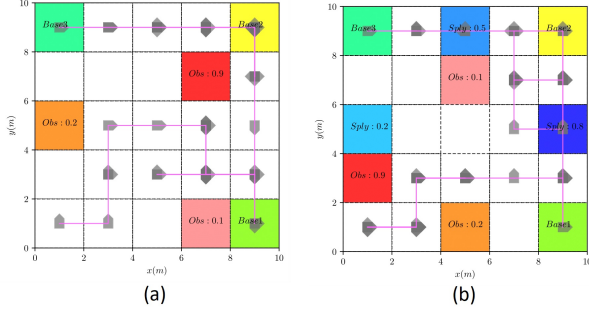 10
Base3
Base2
8
Obs : 0.9
6
y(m)
Obs : 0.2
4
2
Obs : 0.1
Base1
0
0 2 4 6 8 10
x(m)
(a)
10
Base3
Sply : 0.5
Base2
8
Obs : 0.1
6
y(m)
Sply : 0.2
Sply : 0.8
4
Obs : 0.9
2
Obs : 0.2
Base1
0
0 2 4 6 8 10
x(m)
(b)